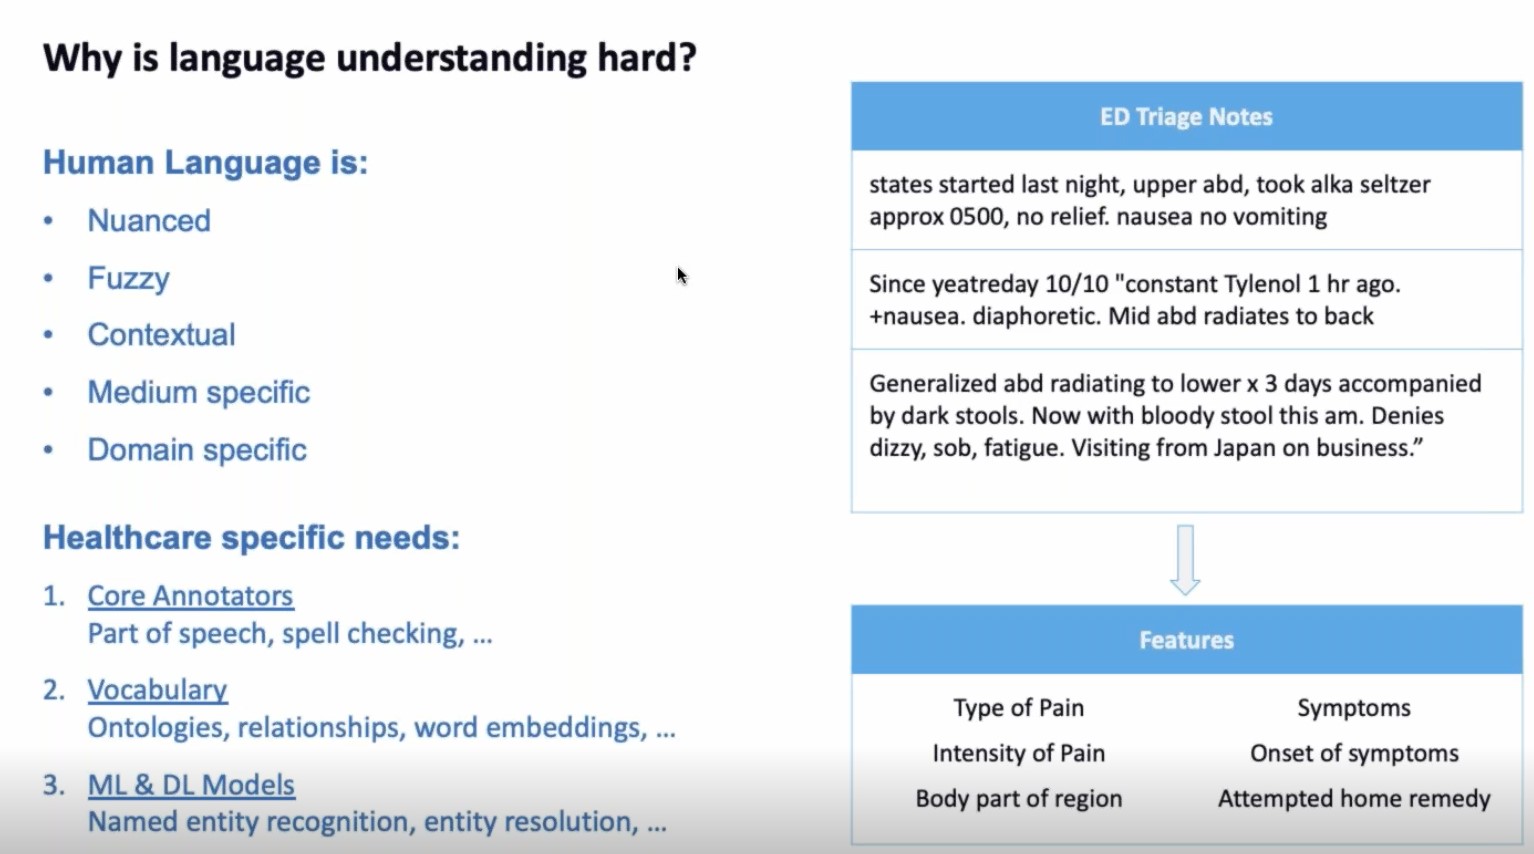 Why is language understanding hard?
Human Language is:
• Nuanced
• Fuzzy
• Contextual
• Medium specific
• Domain specific
Healthcare specific needs:
1. Core Annotators
Part of speech, spell checking, ...
2. Vocabulary
Ontologies, relationships, word embeddings, ...
3. ML & DL Models
Named entity recognition, entity resolution, ...
ED Triage Notes
states started last night, upper abd, took alka seltzer
approx 0500, no relief. nausea no vomiting
Since yeatreday 10/10 "constant Tylenol 1 hr ago.
+nausea. diaphoretic. Mid abd radiates to back
Generalized abd radiating to lower x 3 days accompanied
by dark stools. Now with bloody stool this am. Denies
dizzy, sob, fatigue. Visiting from Japan on business.”
Features
Type of Pain Symptoms
Intensity of Pain Onset of symptoms
Body part of region Attempted home remedy